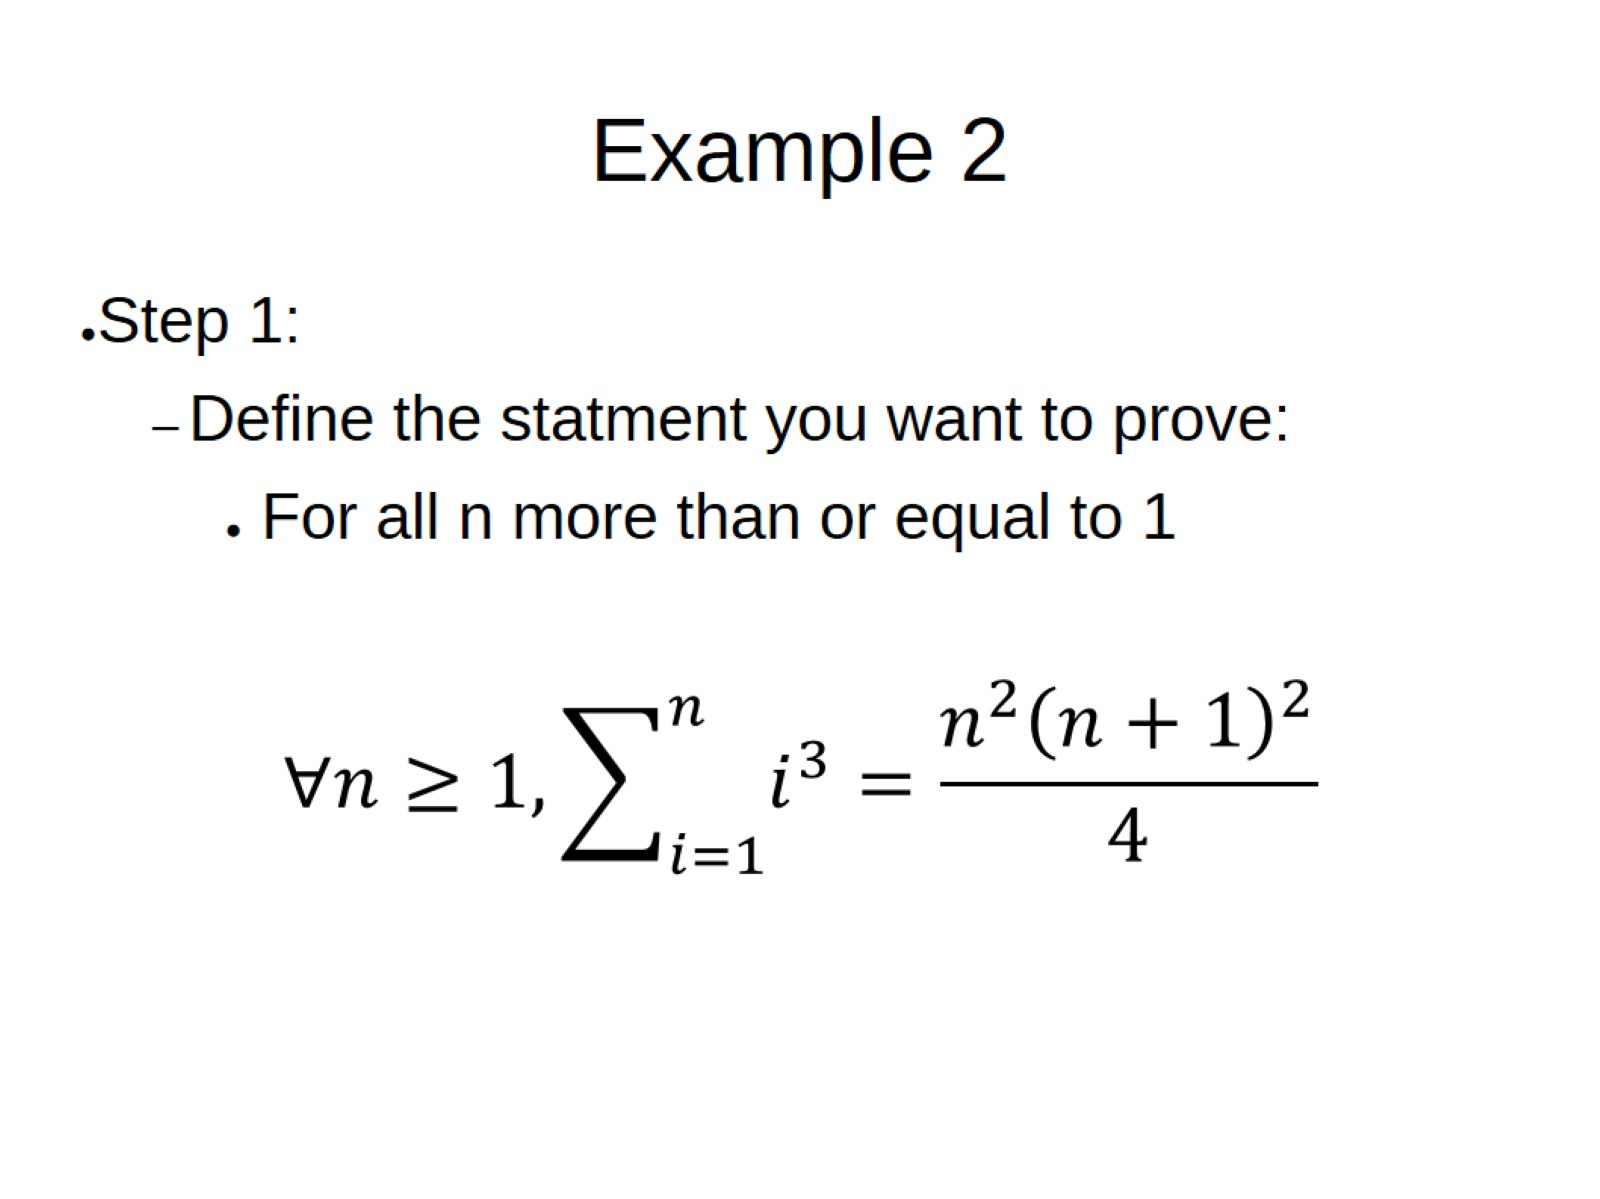 Example 2
•Step 1:
– Define the statment you want to prove:
• For all n more than or equal to 1
∀n ≥ 1, ∑ⁿᵢ₌₁ i³ = n²(n + 1)² / 4